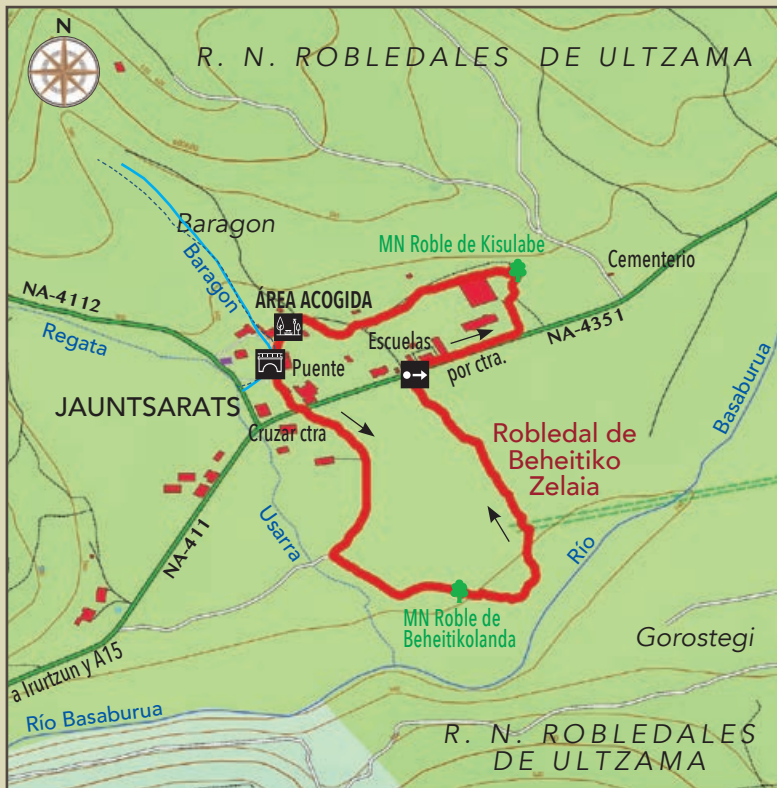 N
R. N. ROBLEDALES DE ULTZAMA
Baragon
Baragon
MN Roble de Kisulabe
Cementerio
NA-4112
ÁREA ACOGIDA
NA-4351
Regata
Escuelas
por ctra.
Puente
Basaburua
JAUNTSARATS
Cruzar ctra
Robledal de
Beheitiko
Zelaia
Usarra
Río
NA-411
MN Roble de
Beheitikolanda
Gorostegi
a Irurtzun y A15
Río Basaburua
R. N. ROBLEDALES
DE ULTZAMA